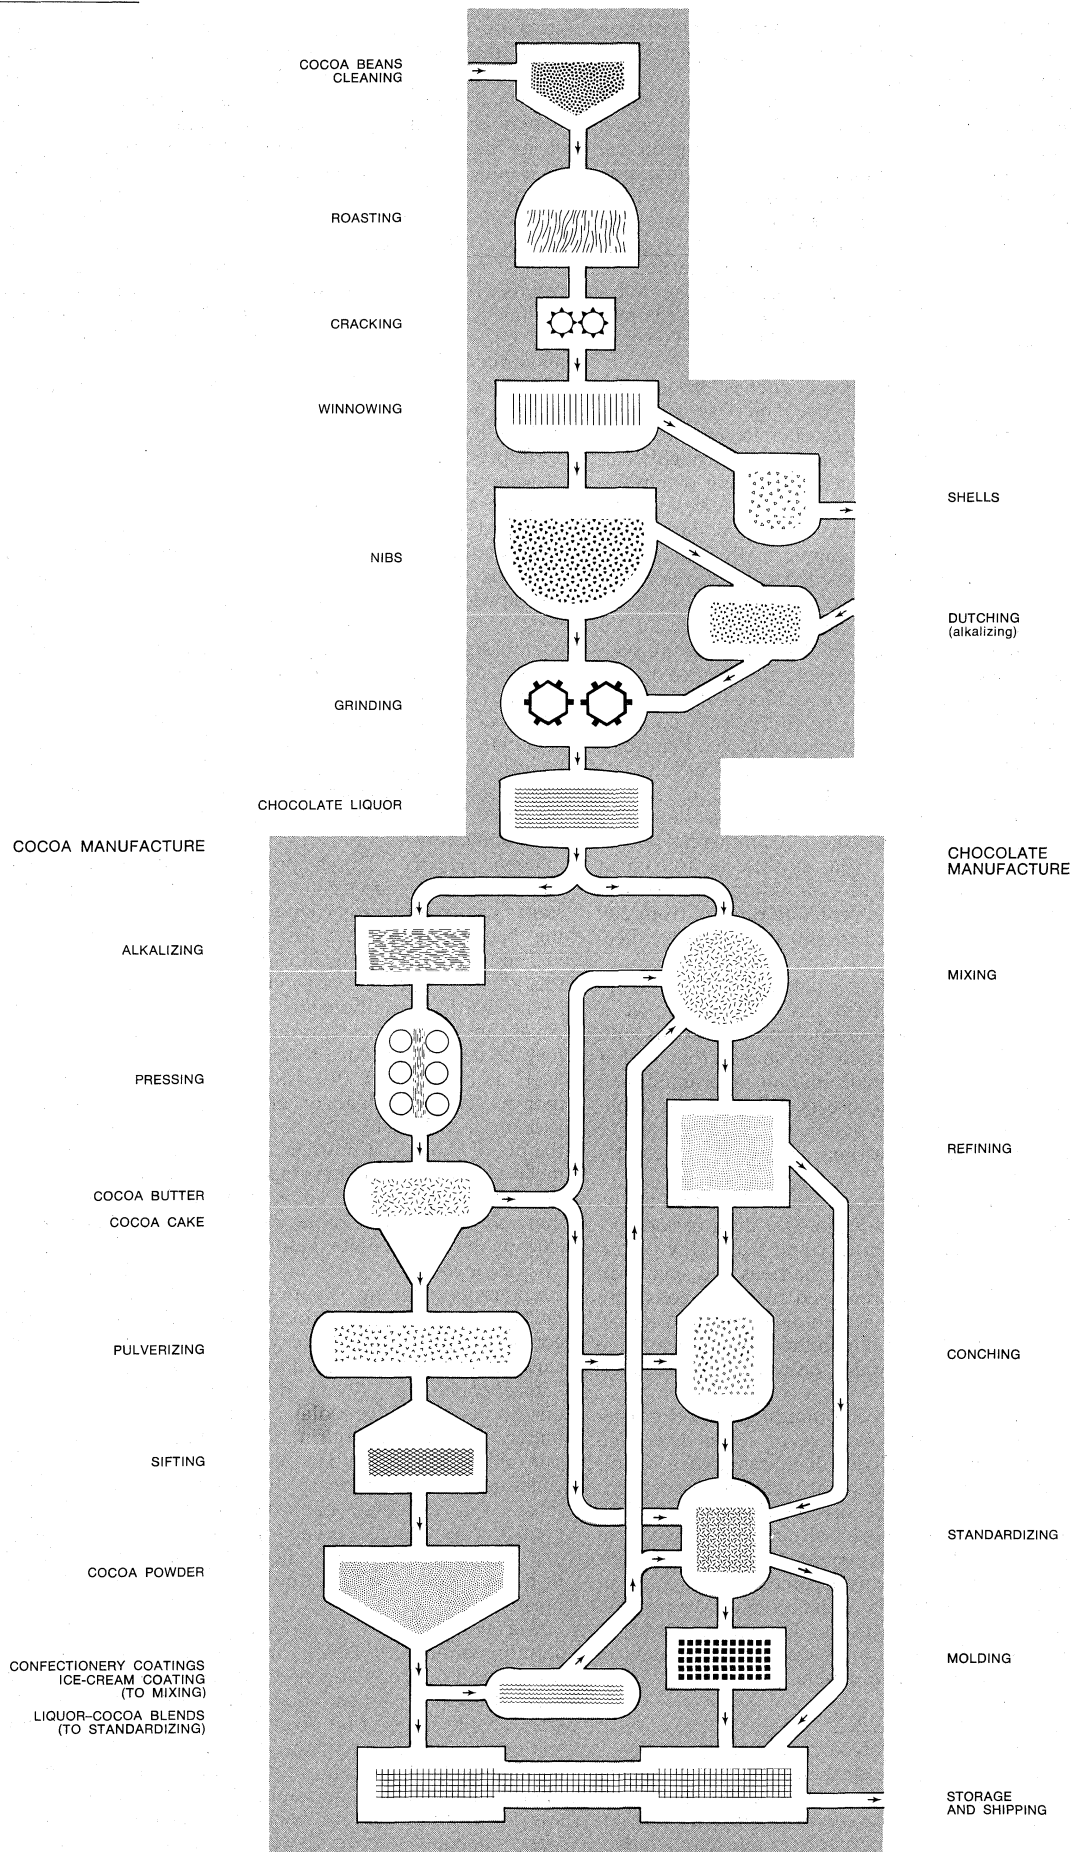 COCOA BEANS
CLEANING
ROASTING
CRACKING
WINNOWING
SHELLS
NIBS
DUTCHING
(alkalizing)
GRINDING
CHOCOLATE LIQUOR
COCOA MANUFACTURE
CHOCOLATE
MANUFACTURE
ALKALIZING
MIXING
PRESSING
REFINING
COCOA BUTTER
COCOA CAKE
PULVERIZING
CONCHING
SIFTING
STANDARDIZING
COCOA POWDER
MOLDING
CONFECTIONERY COATINGS
ICE-CREAM COATING
(TO MIXING)
LIQUOR–COCOA BLENDS
(TO STANDARDIZING)
STORAGE
AND SHIPPING